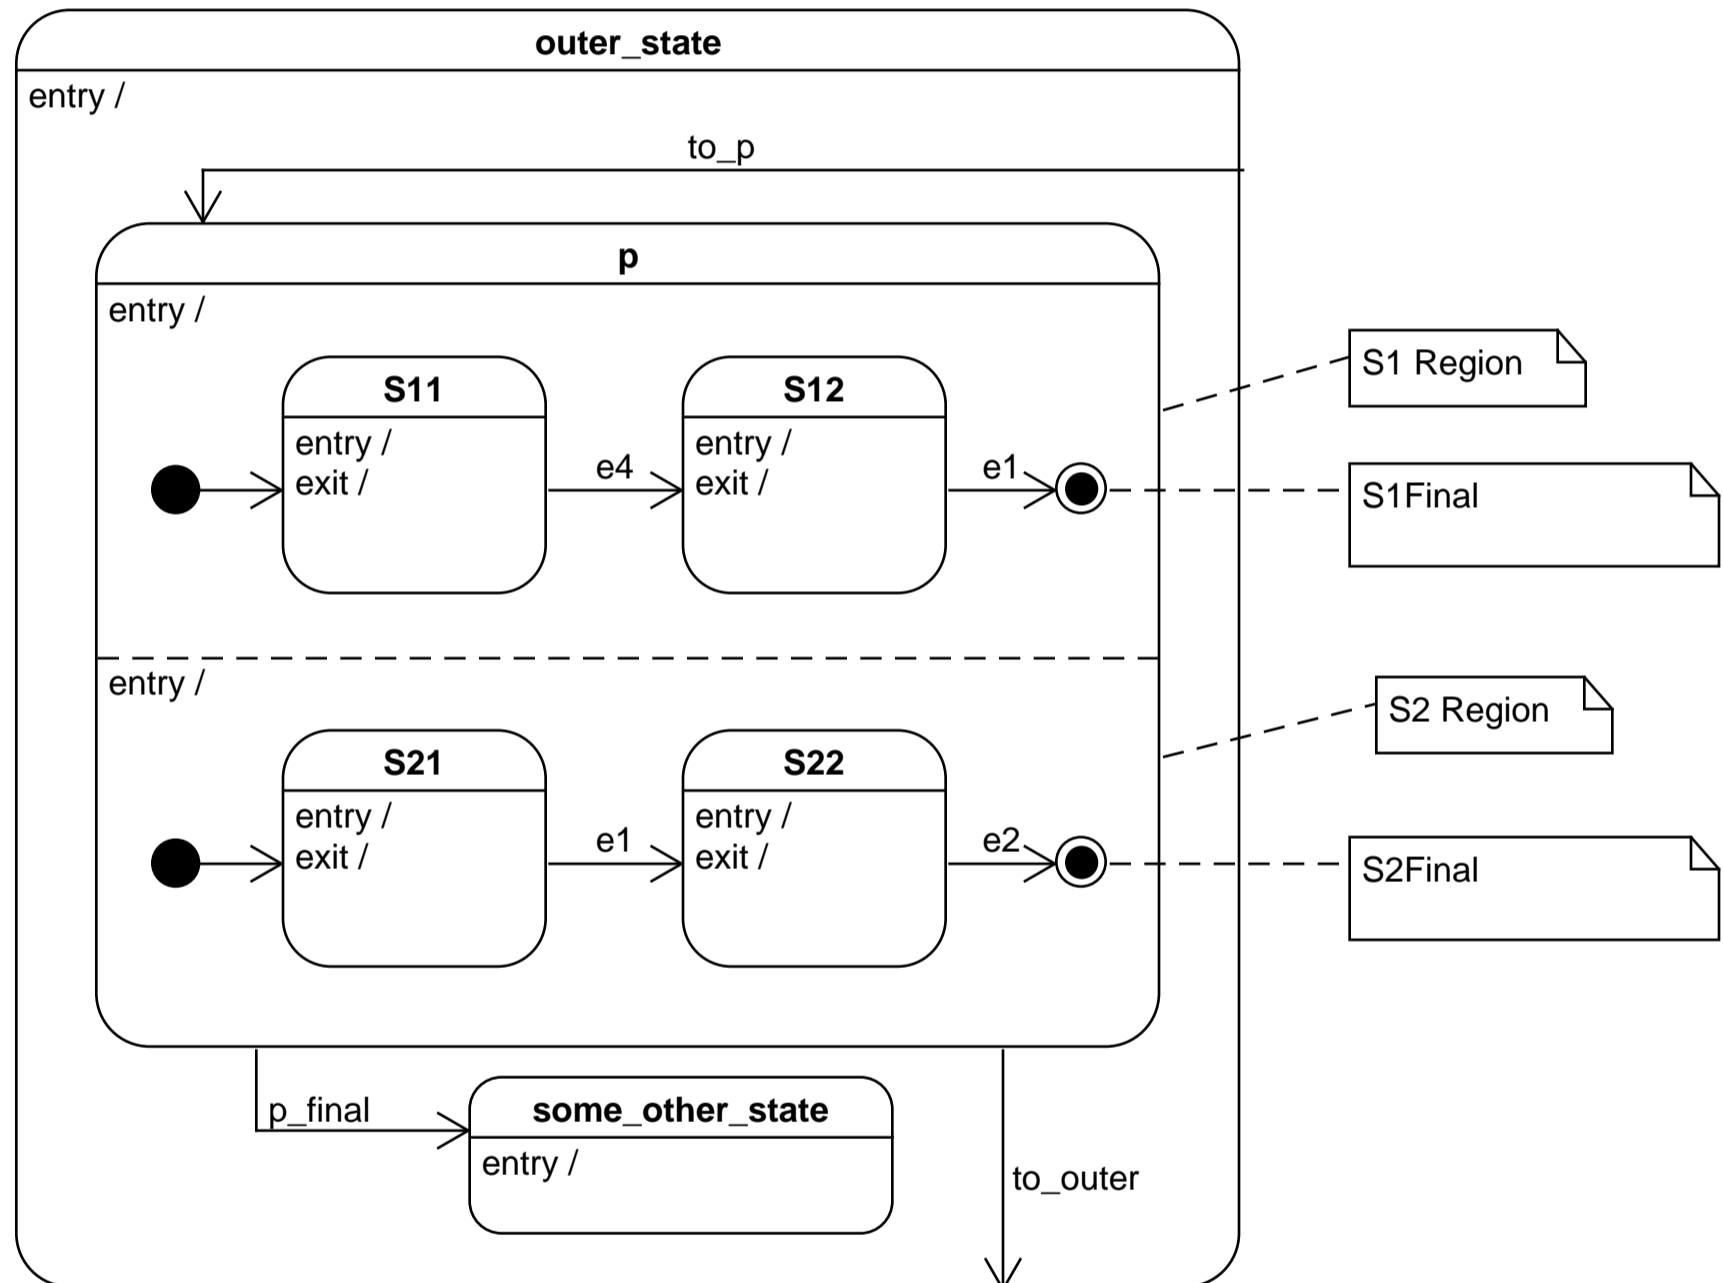 outer_state
entry /
to_p
p
entry /
S1 Region
S11
S12
entry /
exit /
entry /
exit /
e4
e1
S1Final
entry /
S2 Region
S21
S22
entry /
exit /
entry /
exit /
e1
e2
S2Final
p_final
some_other_state
entry /
to_outer